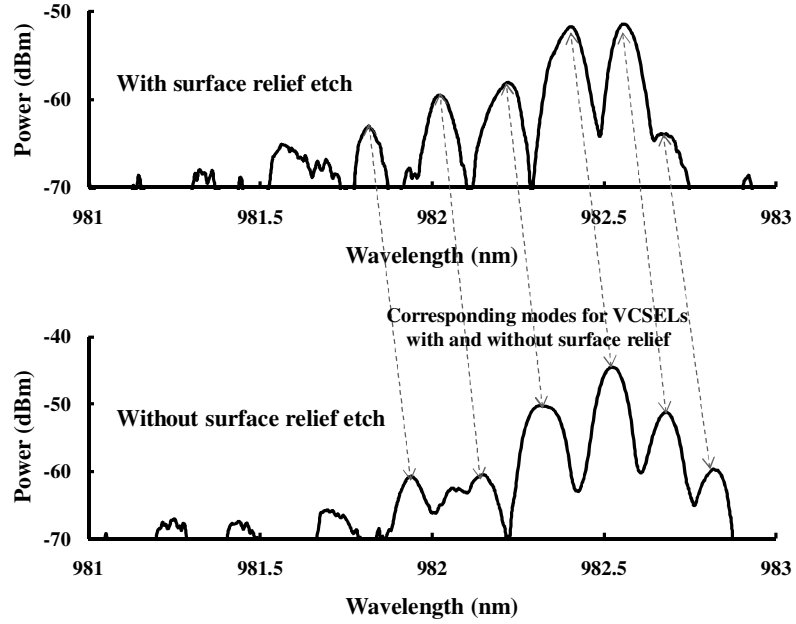 -50
With surface relief etch
-60
-70
Power (dBm)
981
981.5
982
982.5
983
Wavelength (nm)
Corresponding modes for VCSELs
with and without surface relief
-40
-50
Without surface relief etch
-60
-70
Power (dBm)
981
981.5
982
982.5
983
Wavelength (nm)